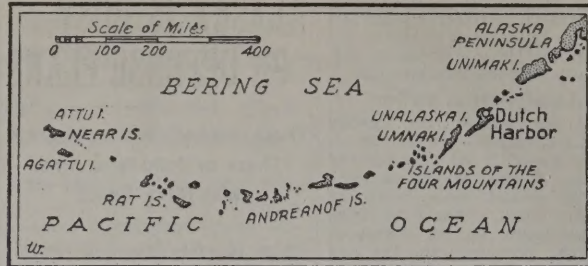 Scale of Miles
0 50 100 200 400
ALASKA
PENINSULA
UNIMAK I.
BERING SEA
ATTU I.
NEAR IS.
AGATTU I.
UNALASKA I.
Dutch
Harbor
UMNAK I.
ISLANDS OF THE
FOUR MOUNTAINS
RAT IS.
ANDREANOF IS.
PACIFIC OCEAN
W.